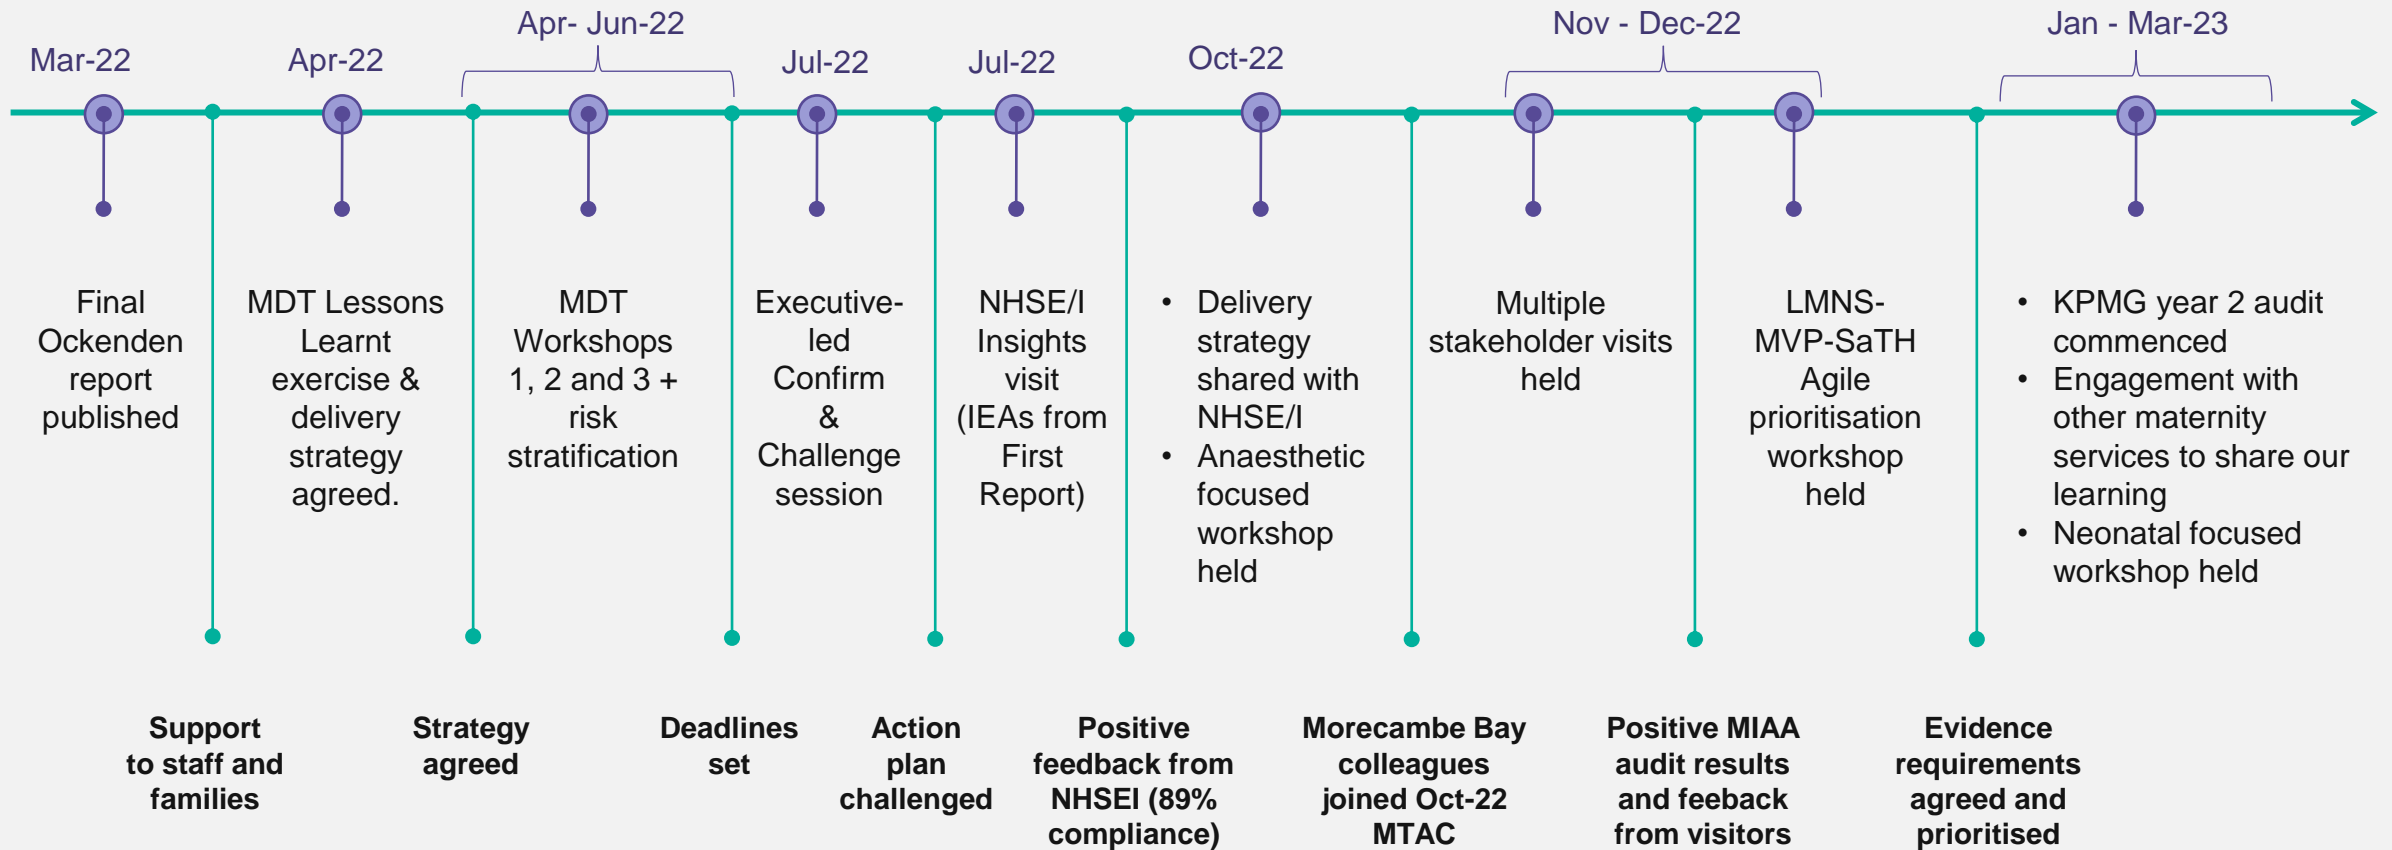 Mar-22
Apr-22
Apr- Jun-22
Jul-22
Jul-22
Oct-22
Nov - Dec-22
Jan - Mar-23
Final
Ockenden
report
published
MDT Lessons
Learnt
exercise &
delivery
strategy
agreed.
MDT
Workshops
1, 2 and 3 +
risk
stratification
Executive-
led
Confirm
&
Challenge
session
NHSE/I
Insights
visit
(IEAs from
First
Report)
• Delivery
strategy
shared with
NHSE/I
• Anaesthetic
focused
workshop
held
Multiple
stakeholder visits
held
LMNS-
MVP-SaTH
Agile
prioritisation
workshop
held
• KPMG year 2 audit
commenced
• Engagement with
other maternity
services to share our
learning
• Neonatal focused
workshop held
Support
to staff and
families
Strategy
agreed
Deadlines
set
Action
plan
challenged
Positive
feedback from
NHSEI (89%
compliance)
Morecambe Bay
colleagues
joined Oct-22
MTAC
Positive MIAA
audit results
and feeback
from visitors
Evidence
requirements
agreed and
prioritised